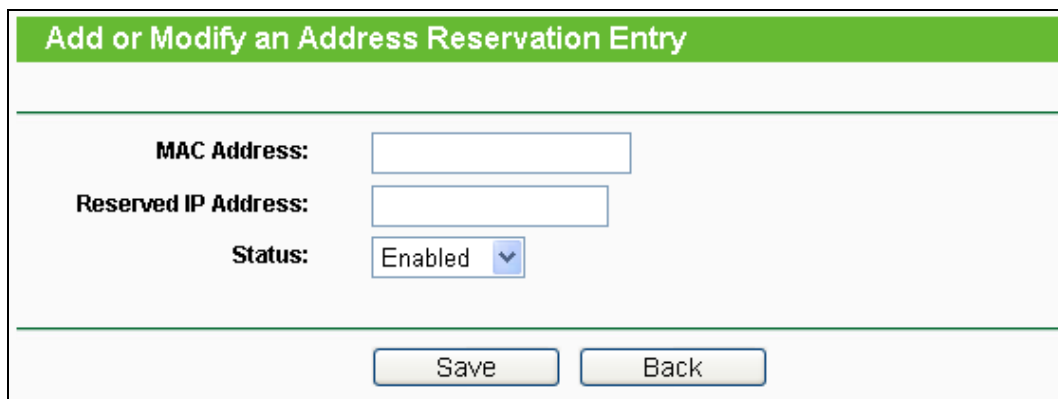 Add or Modify an Address Reservation Entry
MAC Address:
Reserved IP Address:
Status: Enabled
Save Back